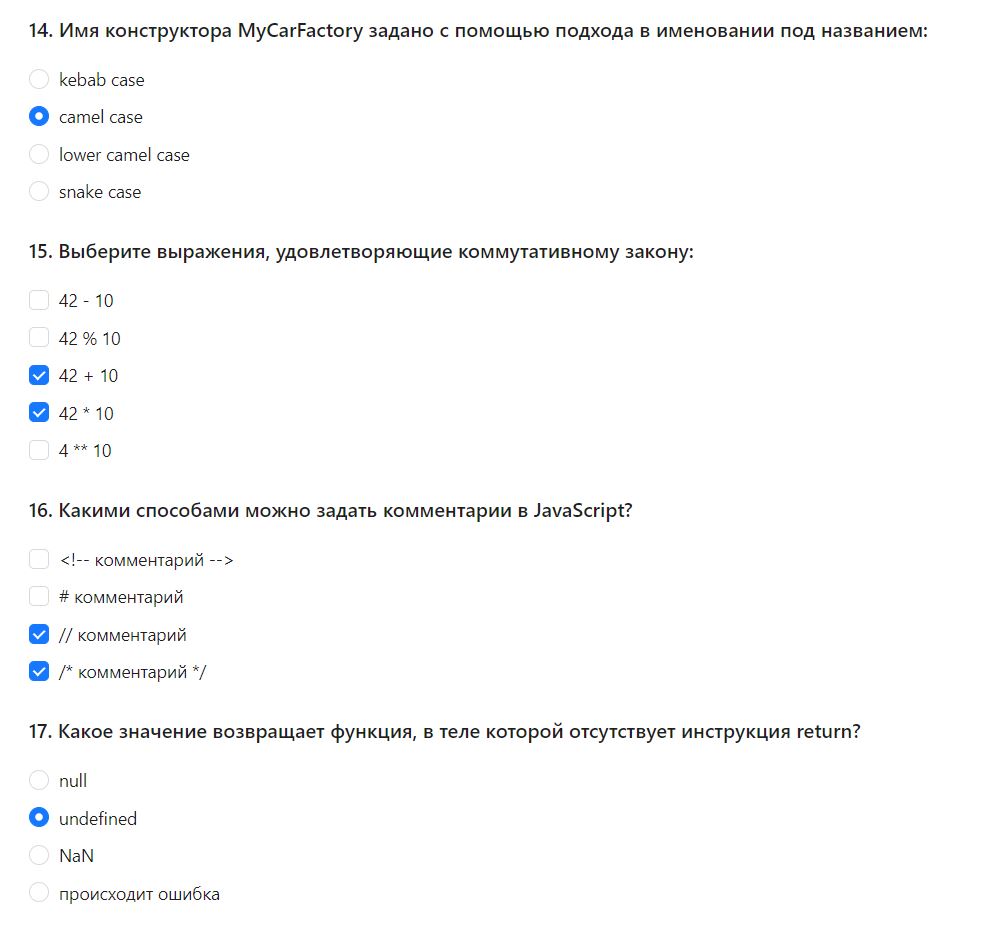 14. Имя конструктора MyCarFactory задано с помощью подхода в именовании под названием:
kebab case
camel case
lower camel case
snake case
15. Выберите выражения, удовлетворяющие коммутативному закону:
42 - 10
42 % 10
42 + 10
42 * 10
4 ** 10
16. Какими способами можно задать комментарии в JavaScript?
<!-- комментарий -->
# комментарий
// комментарий
/* комментарий */
17. Какое значение возвращает функция, в теле которой отсутствует инструкция return?
null
undefined
NaN
происходит ошибка